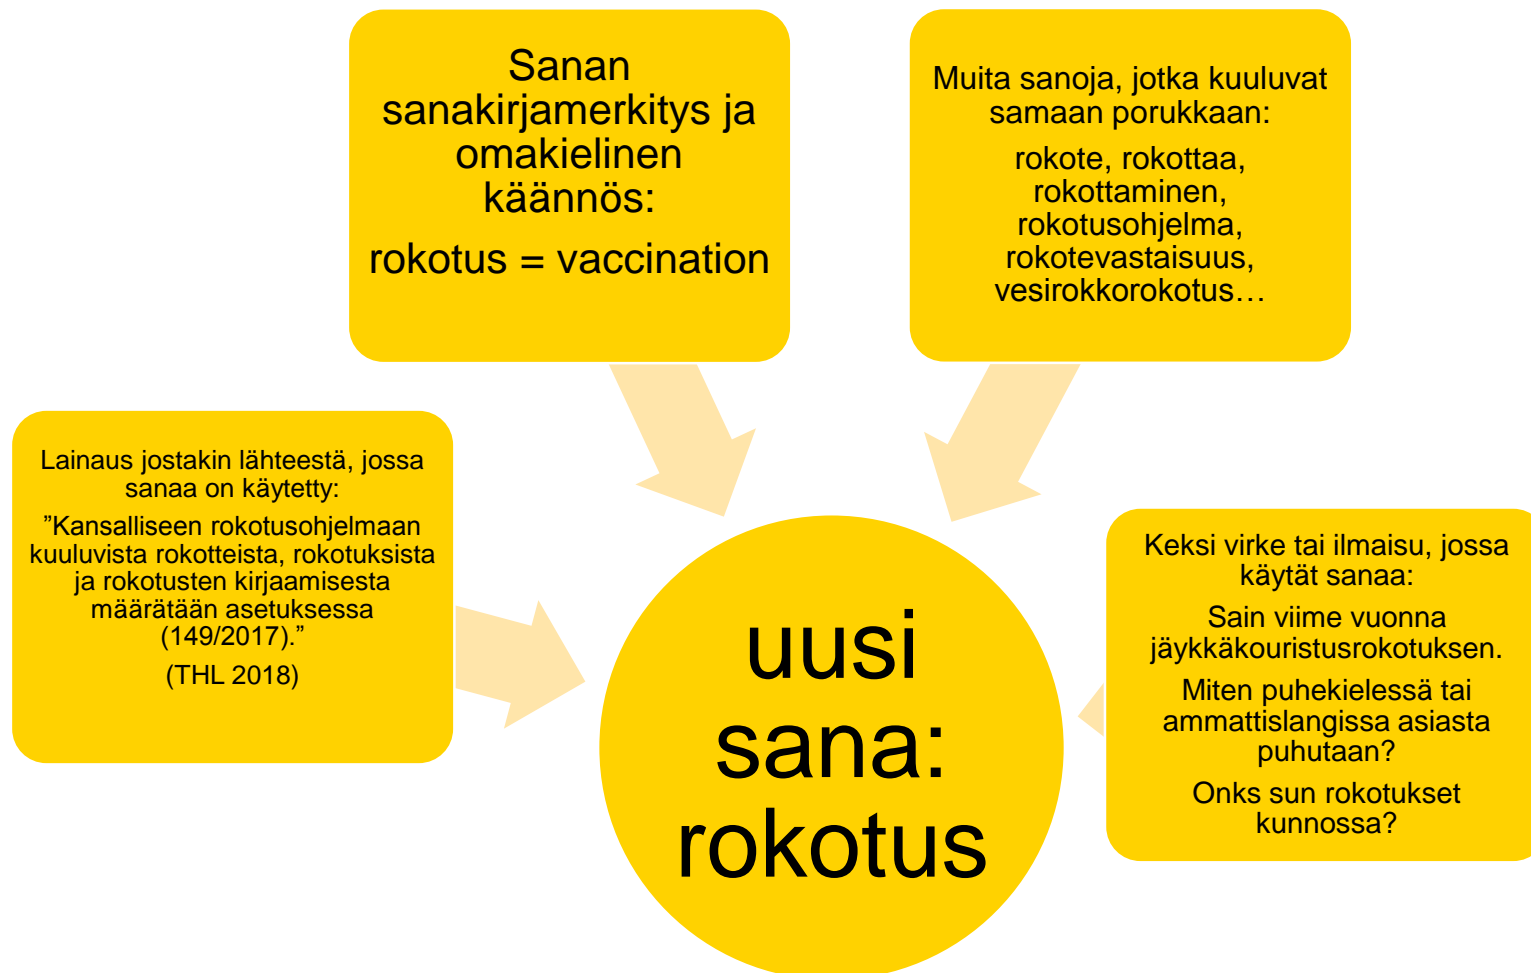 Sanan
sanakirjamerkitys ja
omakielinen
käännös:
rokotus = vaccination
Muita sanoja, jotka kuuluvat
samaan porukkaan:
rokote, rokottaa,
rokottaminen,
rokotusohjelma,
rokotevastaisuus,
vesirokkorokotus…
Lainaus jostakin lähteestä, jossa
sanaa on käytetty:
”Kansalliseen rokotusohjelmaan
kuuluvista rokotteista, rokotuksista
ja rokotusten kirjaamisesta
määrätään asetuksessa
(149/2017).”
(THL 2018)
Keksi virke tai ilmaisu, jossa
käytät sanaa:
Sain viime vuonna
jäykkäkouristusrokotuksen.
Miten puhekielessä tai
ammattislangissa asiasta
puhutaan?
Onks sun rokotukset
kunnossa?
uusi
sana:
rokotus